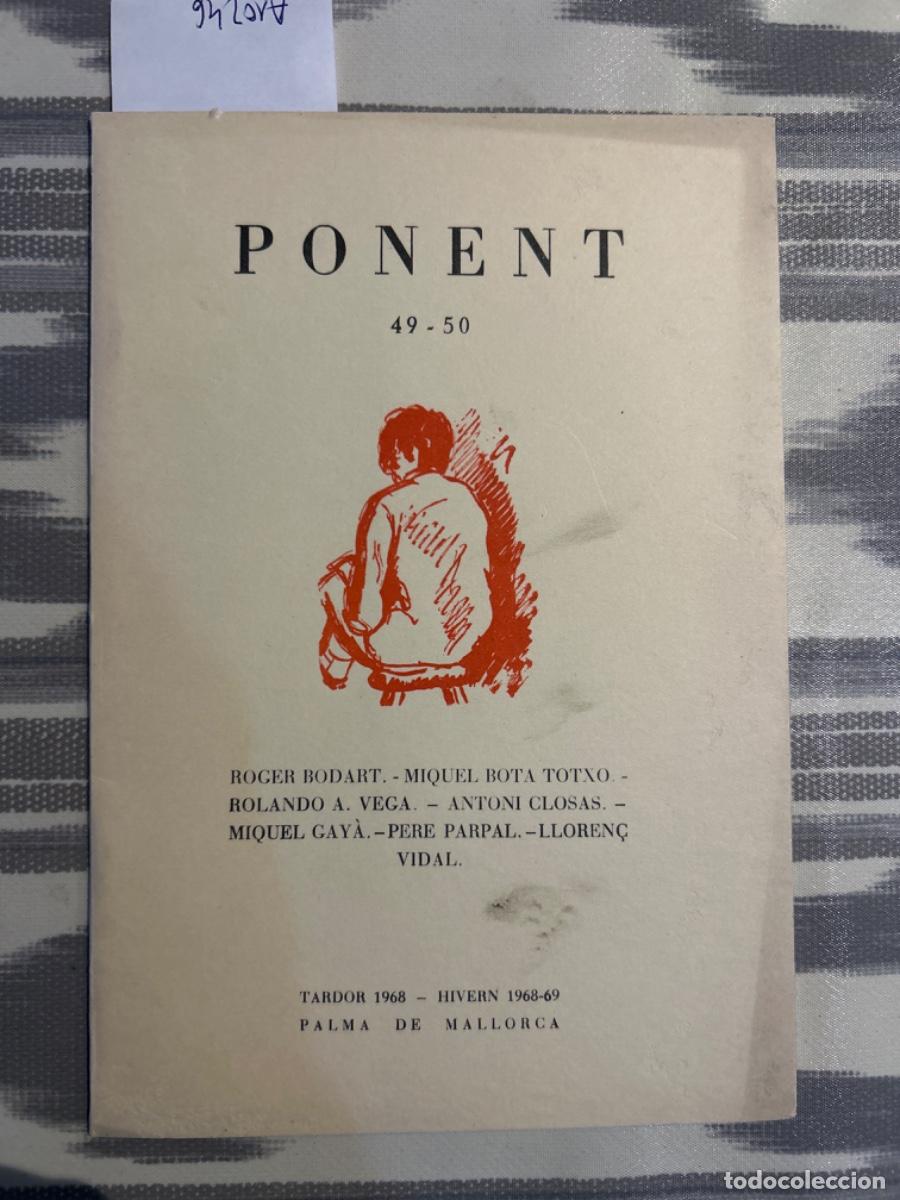 PONENT
49 - 50
ROGER BODART. - MIQUEL BOTA TOTXO. -
ROLANDO A. VEGA. – ANTONI CLOSAS. –
MIQUEL GAYÀ. – PERE PARPAL. – LLORENÇ
VIDAL.
TARDOR 1968 – HIVERN 1968-69
PALMA DE MALLORCA
todocoleccion